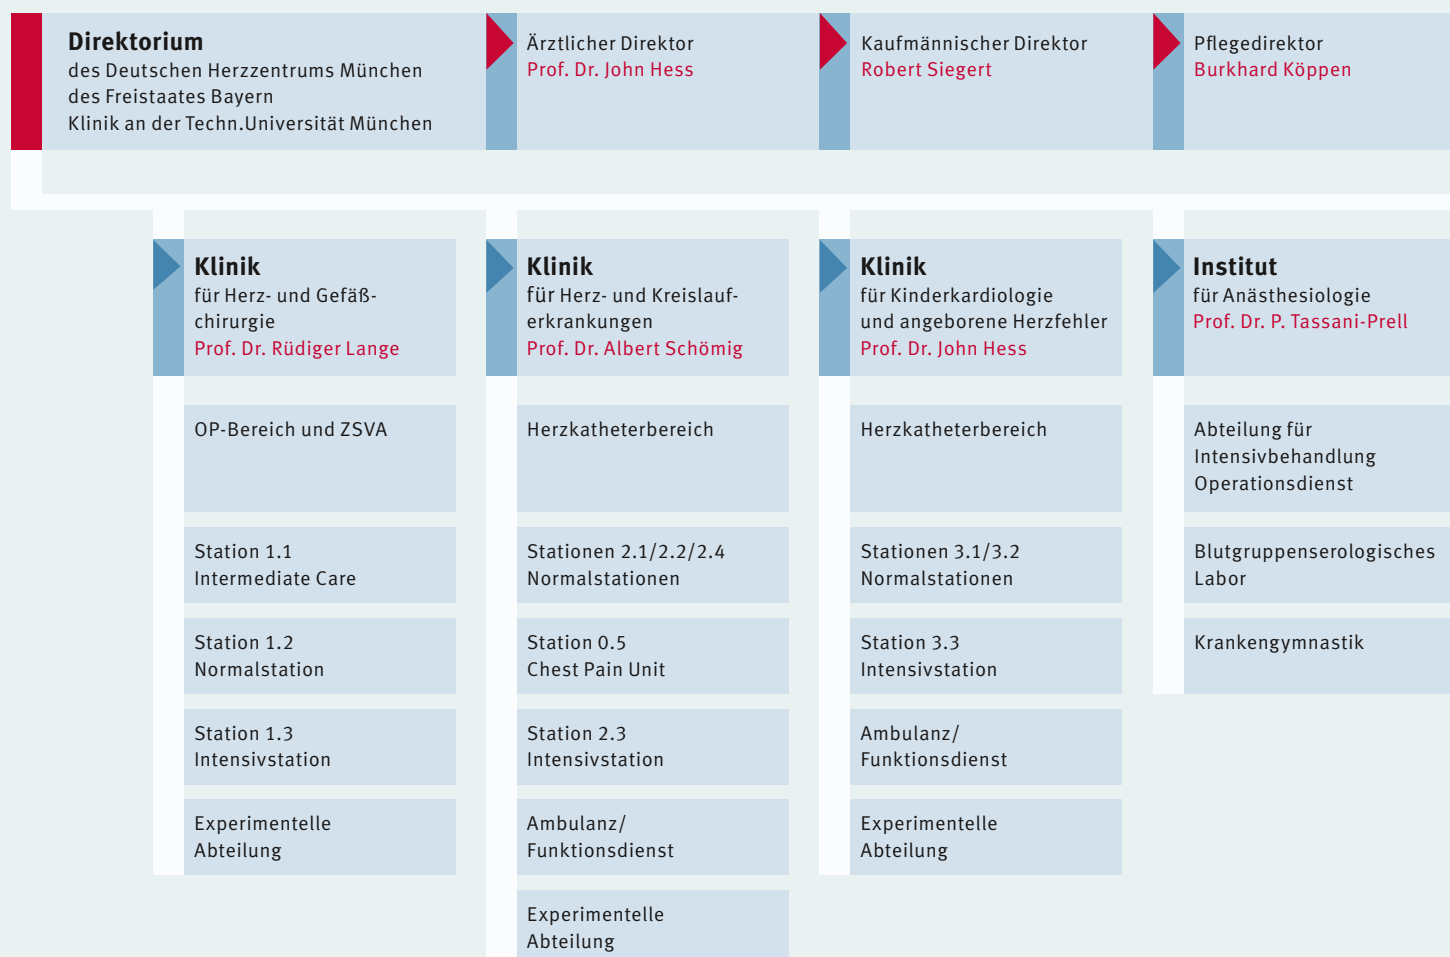 Direktorium
des Deutschen Herzzentrums München
des Freistaates Bayern
Klinik an der Techn.Universität München
Ärztlicher Direktor
Prof. Dr. John Hess
Kaufmännischer Direktor
Robert Siegert
Pflegedirektor
Burkhard Köppen
Klinik
für Herz- und Gefäß-
chirurgie
Prof. Dr. Rüdiger Lange
OP-Bereich und ZSVA
Station 1.1
Intermediate Care
Station 1.2
Normalstation
Station 1.3
Intensivstation
Experimentelle
Abteilung
Klinik
für Herz- und Kreislauf-
erkrankungen
Prof. Dr. Albert Schömig
Herzkatheterbereich
Stationen 2.1/2.2/2.4
Normalstationen
Station 0.5
Chest Pain Unit
Station 2.3
Intensivstation
Ambulanz/
Funktionsdienst
Experimentelle
Abteilung
Klinik
für Kinderkardiologie
und angeborene Herzfehler
Prof. Dr. John Hess
Herzkatheterbereich
Stationen 3.1/3.2
Normalstationen
Station 3.3
Intensivstation
Ambulanz/
Funktionsdienst
Experimentelle
Abteilung
Institut
für Anästhesiologie
Prof. Dr. P. Tassani-Prell
Abteilung für
Intensivbehandlung
Operationsdienst
Blutgruppenserologisches
Labor
Krankengymnastik